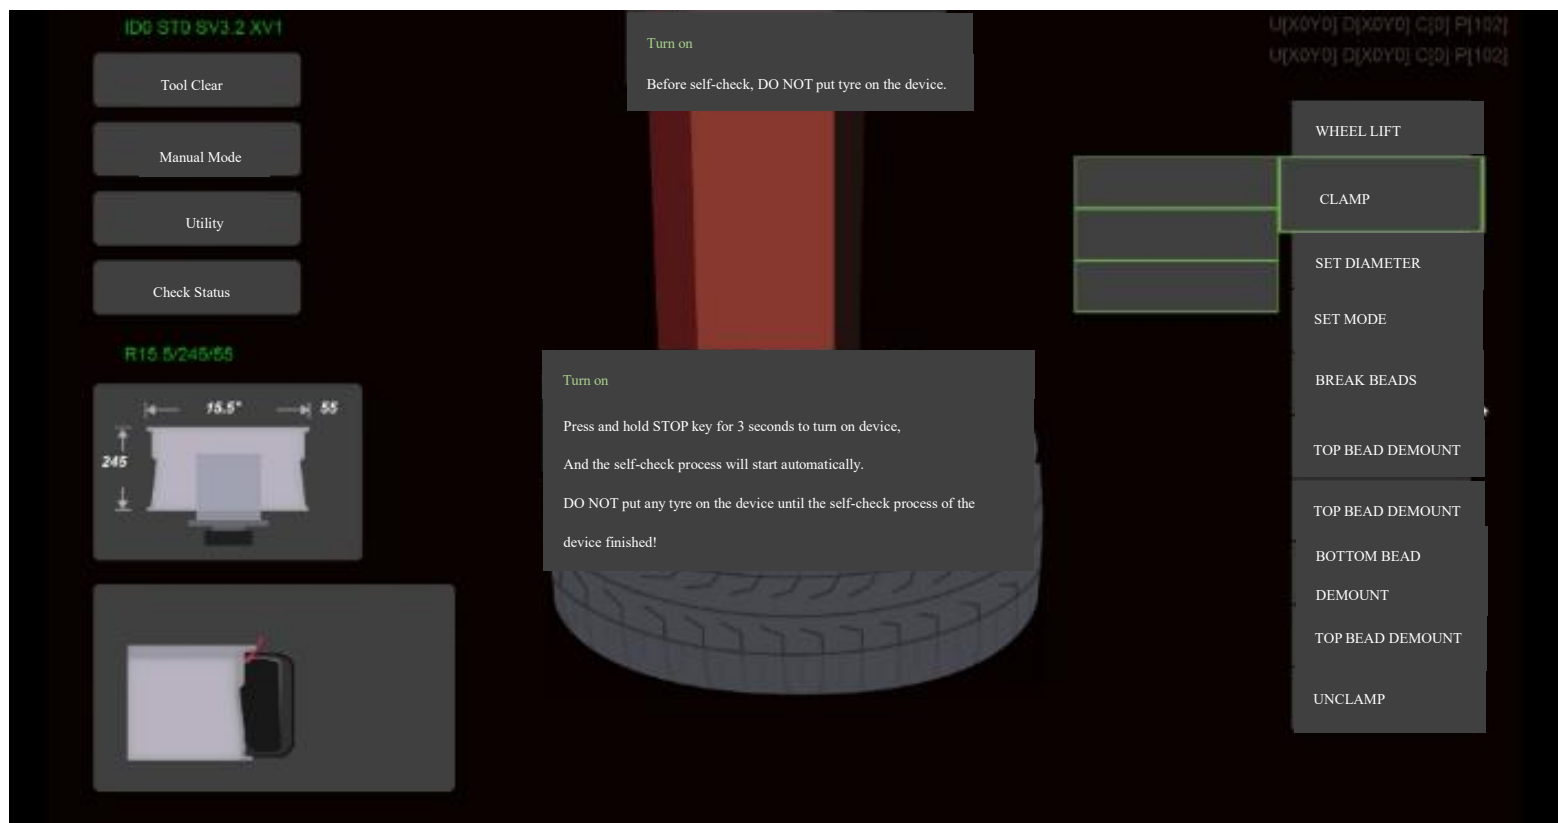 ID0 ST0 SV3.2 XV1
Tool Clear
Manual Mode
Utility
Check Status
R15.5/245/55
15.5"
55
245
Turn on
Before self-check, DO NOT put tyre on the device.
Turn on
Press and hold STOP key for 3 seconds to turn on device,
And the self-check process will start automatically.
DO NOT put any tyre on the device until the self-check process of the
device finished!
U[X0Y0] D[X0Y0] C[0] P[102]
U[X0Y0] D[X0Y0] C[0] P[102]
WHEEL LIFT
CLAMP
SET DIAMETER
SET MODE
BREAK BEADS
TOP BEAD DEMOUNT
TOP BEAD DEMOUNT
BOTTOM BEAD
DEMOUNT
TOP BEAD DEMOUNT
UNCLAMP